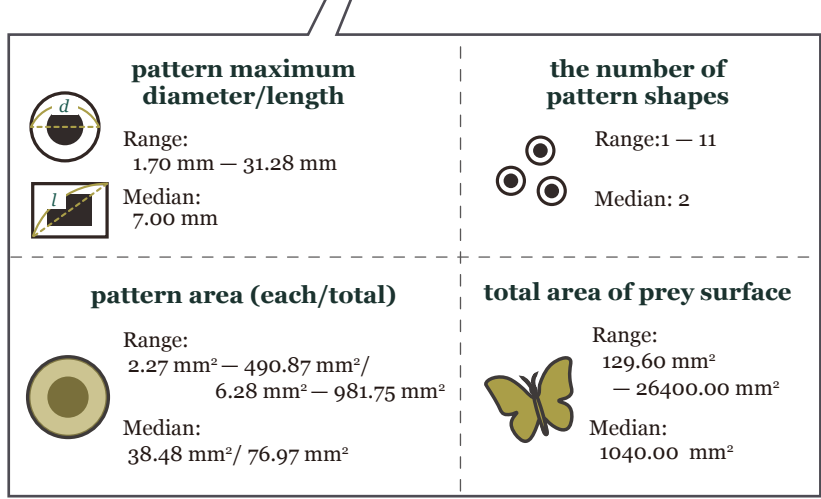 pattern maximum
diameter/length
d
Range:
1.70 mm — 31.28 mm
l
Median:
7.00 mm
the number of
pattern shapes
Range:1 — 11
Median: 2
pattern area (each/total)
Range:
2.27 mm² — 490.87 mm²/
6.28 mm² — 981.75 mm²
Median:
38.48 mm²/ 76.97 mm²
total area of prey surface
Range:
129.60 mm²
— 26400.00 mm²
Median:
1040.00 mm²